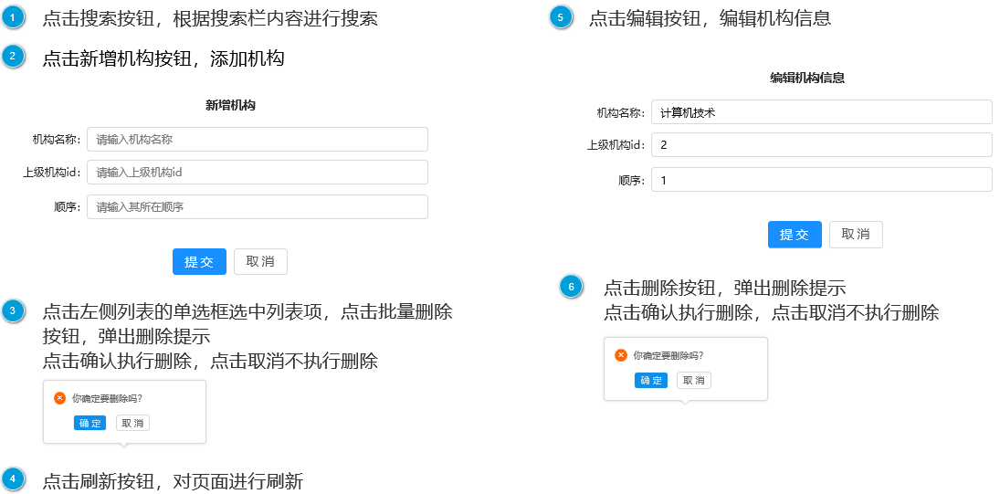 1 点击搜索按钮，根据搜索栏内容进行搜索
2 点击新增机构按钮，添加机构
新增机构
机构名称： 请输入机构名称
上级机构id： 请输入上级机构id
顺序： 请输入其所在顺序
提交 取消
3 点击左侧列表的单选框选中列表项，点击批量删除
按钮，弹出删除提示
点击确认执行删除，点击取消不执行删除
你确定要删除吗？
确定 取消
4 点击刷新按钮，对页面进行刷新
5 点击编辑按钮，编辑机构信息
编辑机构信息
机构名称： 计算机技术
上级机构id： 2
顺序： 1
提交 取消
6 点击删除按钮，弹出删除提示
点击确认执行删除，点击取消不执行删除
你确定要删除吗？
确定 取消